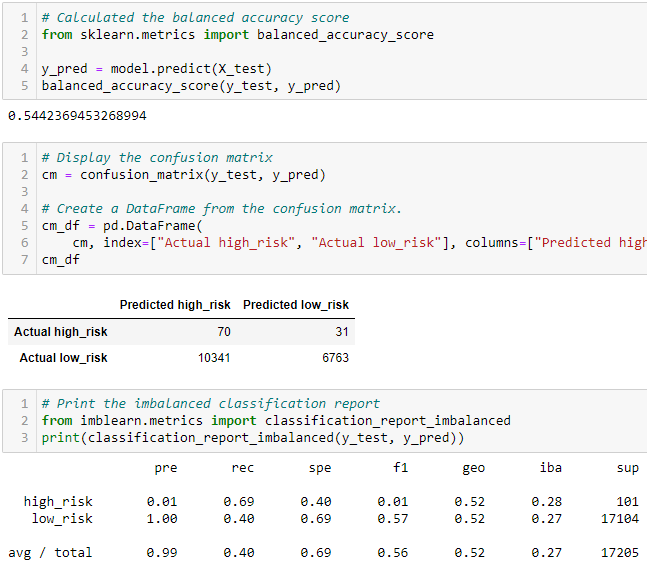 1 # Calculated the balanced accuracy score
2 from sklearn.metrics import balanced_accuracy_score
3
4 y_pred = model.predict(X_test)
5 balanced_accuracy_score(y_test, y_pred)
0.5442369453268994
1 # Display the confusion matrix
2 cm = confusion_matrix(y_test, y_pred)
3
4 # Create a DataFrame from the confusion matrix.
5 cm_df = pd.DataFrame(
6     cm, index=["Actual high_risk", "Actual low_risk"], columns=["Predicted high
7 cm_df
Predicted high_risk Predicted low_risk
Actual high_risk 70 31
Actual low_risk 10341 6763
1 # Print the imbalanced classification report
2 from imblearn.metrics import classification_report_imbalanced
3 print(classification_report_imbalanced(y_test, y_pred))
pre rec spe f1 geo iba sup
high_risk 0.01 0.69 0.40 0.01 0.52 0.28 101
low_risk 1.00 0.40 0.69 0.57 0.52 0.27 17104
avg / total 0.99 0.40 0.69 0.56 0.52 0.27 17205